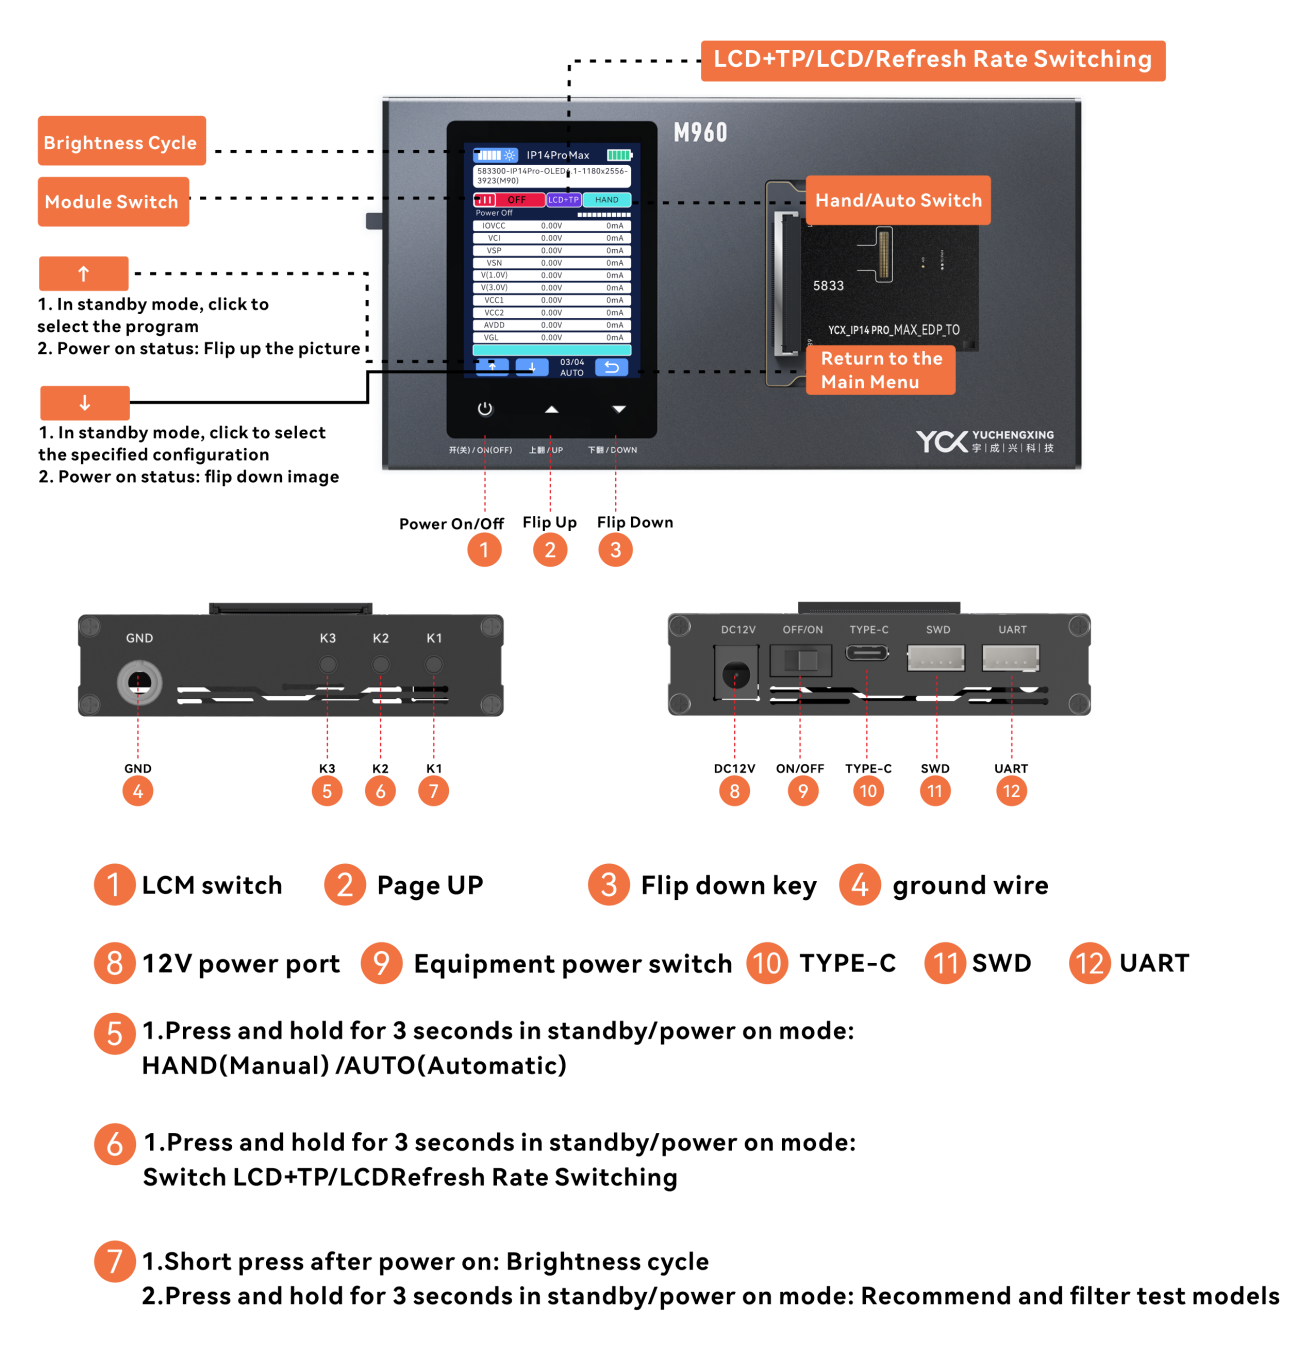 LCD+TP/LCD/Refresh Rate Switching
Brightness Cycle
Module Switch
↑
1. In standby mode, click to
select the program
2. Power on status: Flip up the picture
↓
1. In standby mode, click to select
the specified configuration
2. Power on status: flip down image
M960
IP14ProMax
583300-IP14Pro-OLED6.1-1180x2556-
3923(M90)
OFF LCD+TP HAND
Power Off
IOVCC 0.00V 0mA
VCI 0.00V 0mA
VSP 0.00V 0mA
VSN 0.00V 0mA
V(1.0V) 0.00V 0mA
V(3.0V) 0.00V 0mA
VCC1 0.00V 0mA
VCC2 0.00V 0mA
AVDD 0.00V 0mA
VGL 0.00V 0mA
↑ ↓ 03/04
AUTO
开(关)/ON(OFF) 上翻/UP 下翻/DOWN
Hand/Auto Switch
5833
YCX_IP14 PRO_MAX_EDP_TO
Return to the
Main Menu
YCX YUCHENGXING
宇|成|兴|科|技
Power On/Off Flip Up Flip Down
1 2 3
GND K3 K2 K1
GND K3 K2 K1
4 5 6 7
DC12V OFF/ON TYPE-C SWD UART
DC12V ON/OFF TYPE-C SWD UART
8 9 10 11 12
1 LCM switch 2 Page UP 3 Flip down key 4 ground wire
8 12V power port 9 Equipment power switch 10 TYPE-C 11 SWD 12 UART
5 1.Press and hold for 3 seconds in standby/power on mode:
HAND(Manual) /AUTO(Automatic)
6 1.Press and hold for 3 seconds in standby/power on mode:
Switch LCD+TP/LCDRefresh Rate Switching
7 1.Short press after power on: Brightness cycle
2.Press and hold for 3 seconds in standby/power on mode: Recommend and filter test models